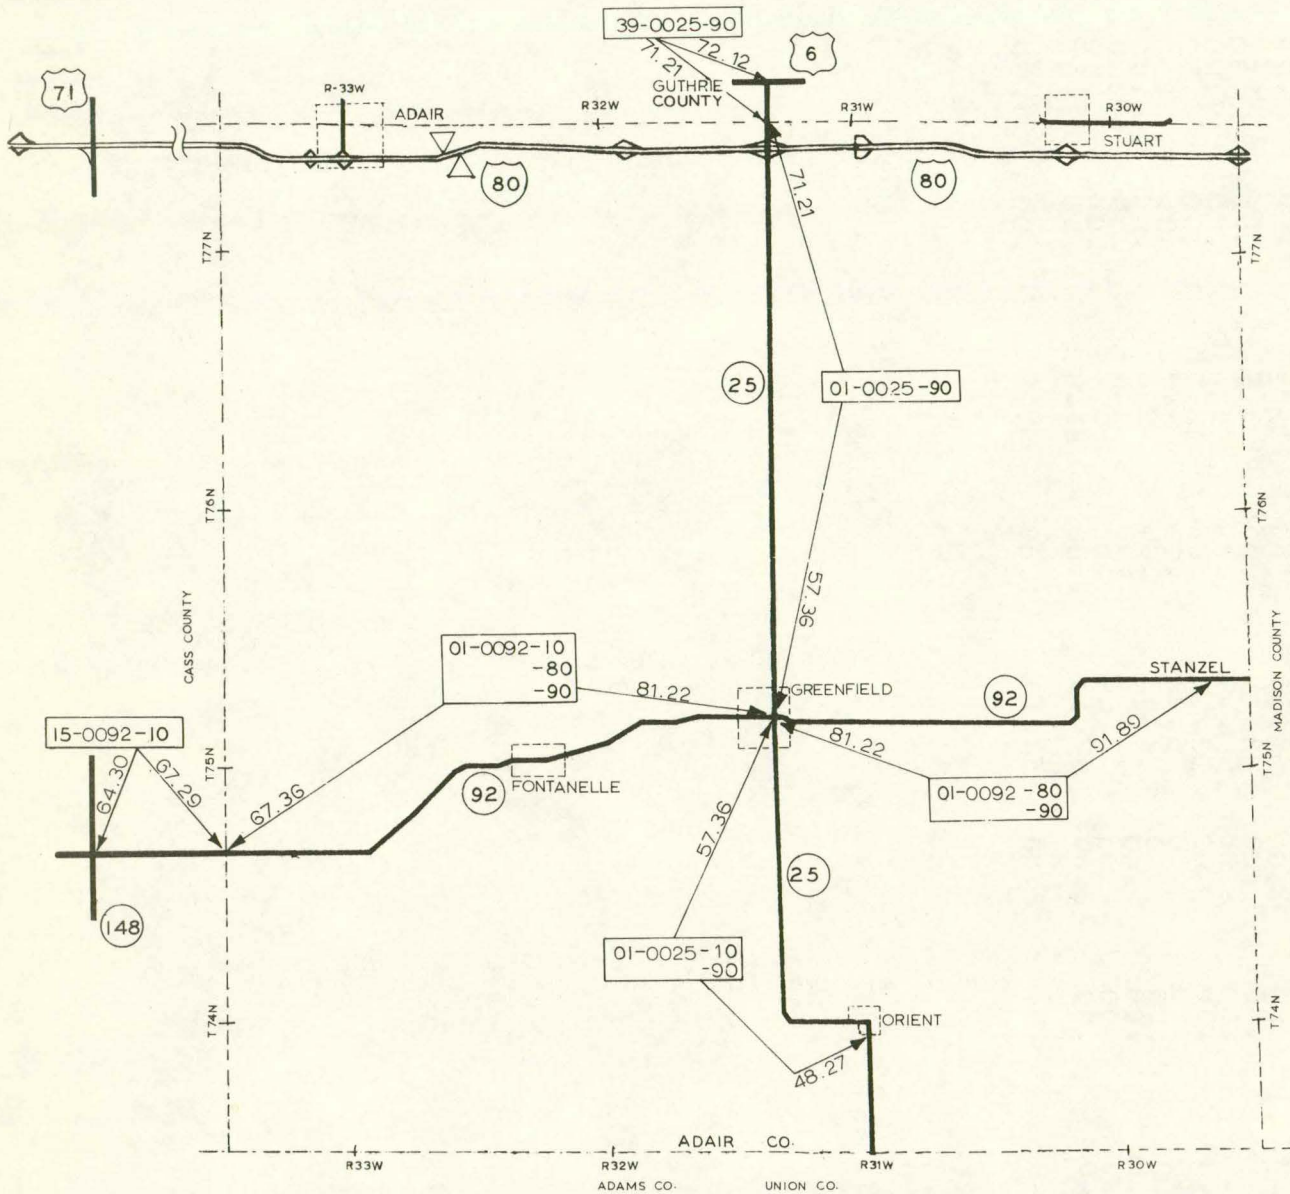 39-0025-90
72.12
71.21
6
GUTHRIE
COUNTY
71
R-33W
ADAIR
R32W
R31W
R30W
STUART
80
80
71.21
T77N
T77N
25
01-0025-90
T76N
T76N
57.36
CASS COUNTY
MADISON COUNTY
01-0092-10
-80
-90
81.22
GREENFIELD
92
STANZEL
15-0092-10
64.30
67.29
T75N
67.36
92
FONTANELLE
81.22
91.89
T75N
01-0092-80
-90
57.36
25
148
01-0025-10
-90
T74N
ORIENT
T74N
48.27
ADAIR CO.
R33W
R32W
R31W
R30W
ADAMS CO.
UNION CO.